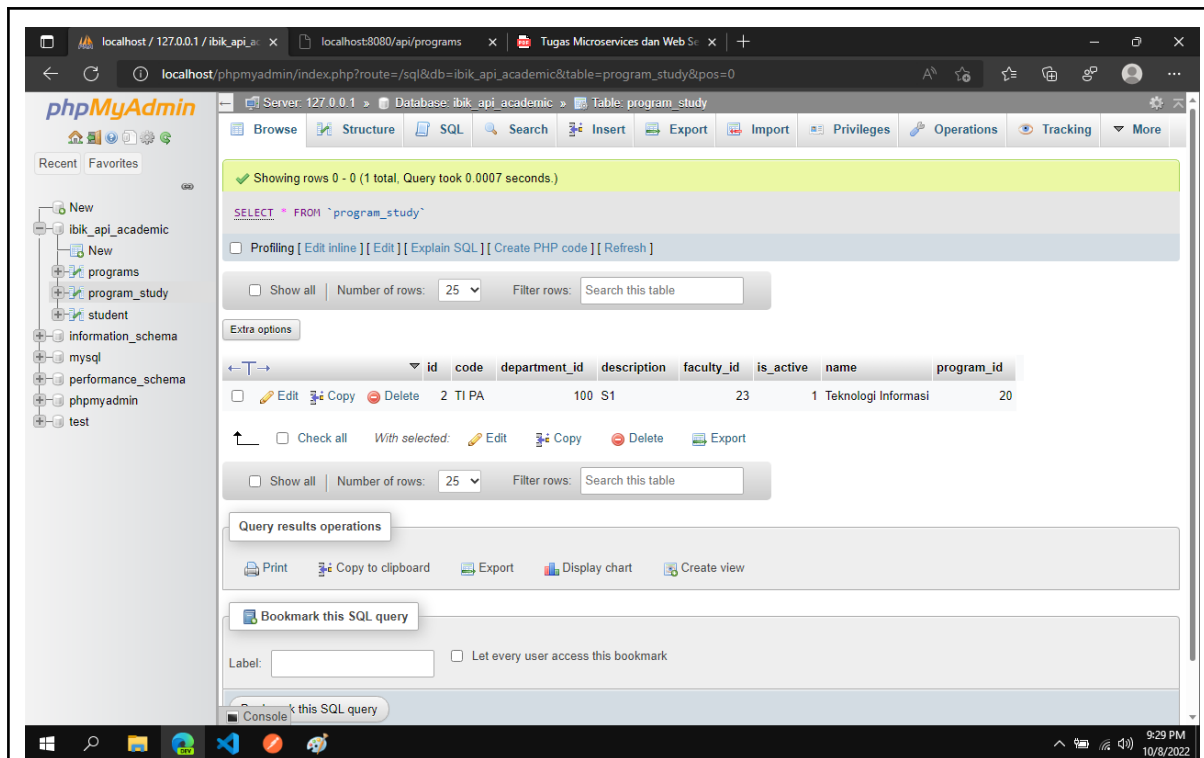 localhost / 127.0.0.1 / ibik_api_ac
localhost:8080/api/programs
PDF
Tugas Microservices dan Web Se
localhost/phpmyadmin/index.php?route=/sql&db=ibik_api_academic&table=program_study&pos=0
phpMyAdmin
Recent Favorites
New
ibik_api_academic
New
programs
program_study
student
information_schema
mysql
performance_schema
phpmyadmin
test
Server: 127.0.0.1 » Database: ibik_api_academic » Table: program_study
Browse Structure SQL Search Insert Export Import Privileges Operations Tracking More
Showing rows 0 - 0 (1 total, Query took 0.0007 seconds.)
SELECT * FROM `program_study`
Profiling [ Edit inline ] [ Edit ] [ Explain SQL ] [ Create PHP code ] [ Refresh ]
Show all | Number of rows: 25 Filter rows: Search this table
Extra options
←T→ id code department_id description faculty_id is_active name program_id
Edit Copy Delete 2 TI PA 100 S1 23 1 Teknologi Informasi 20
Check all With selected: Edit Copy Delete Export
Show all | Number of rows: 25 Filter rows: Search this table
Query results operations
Print Copy to clipboard Export Display chart Create view
Bookmark this SQL query
Label: Let every user access this bookmark
this SQL query
Console
DEV
9:29 PM
10/8/2022